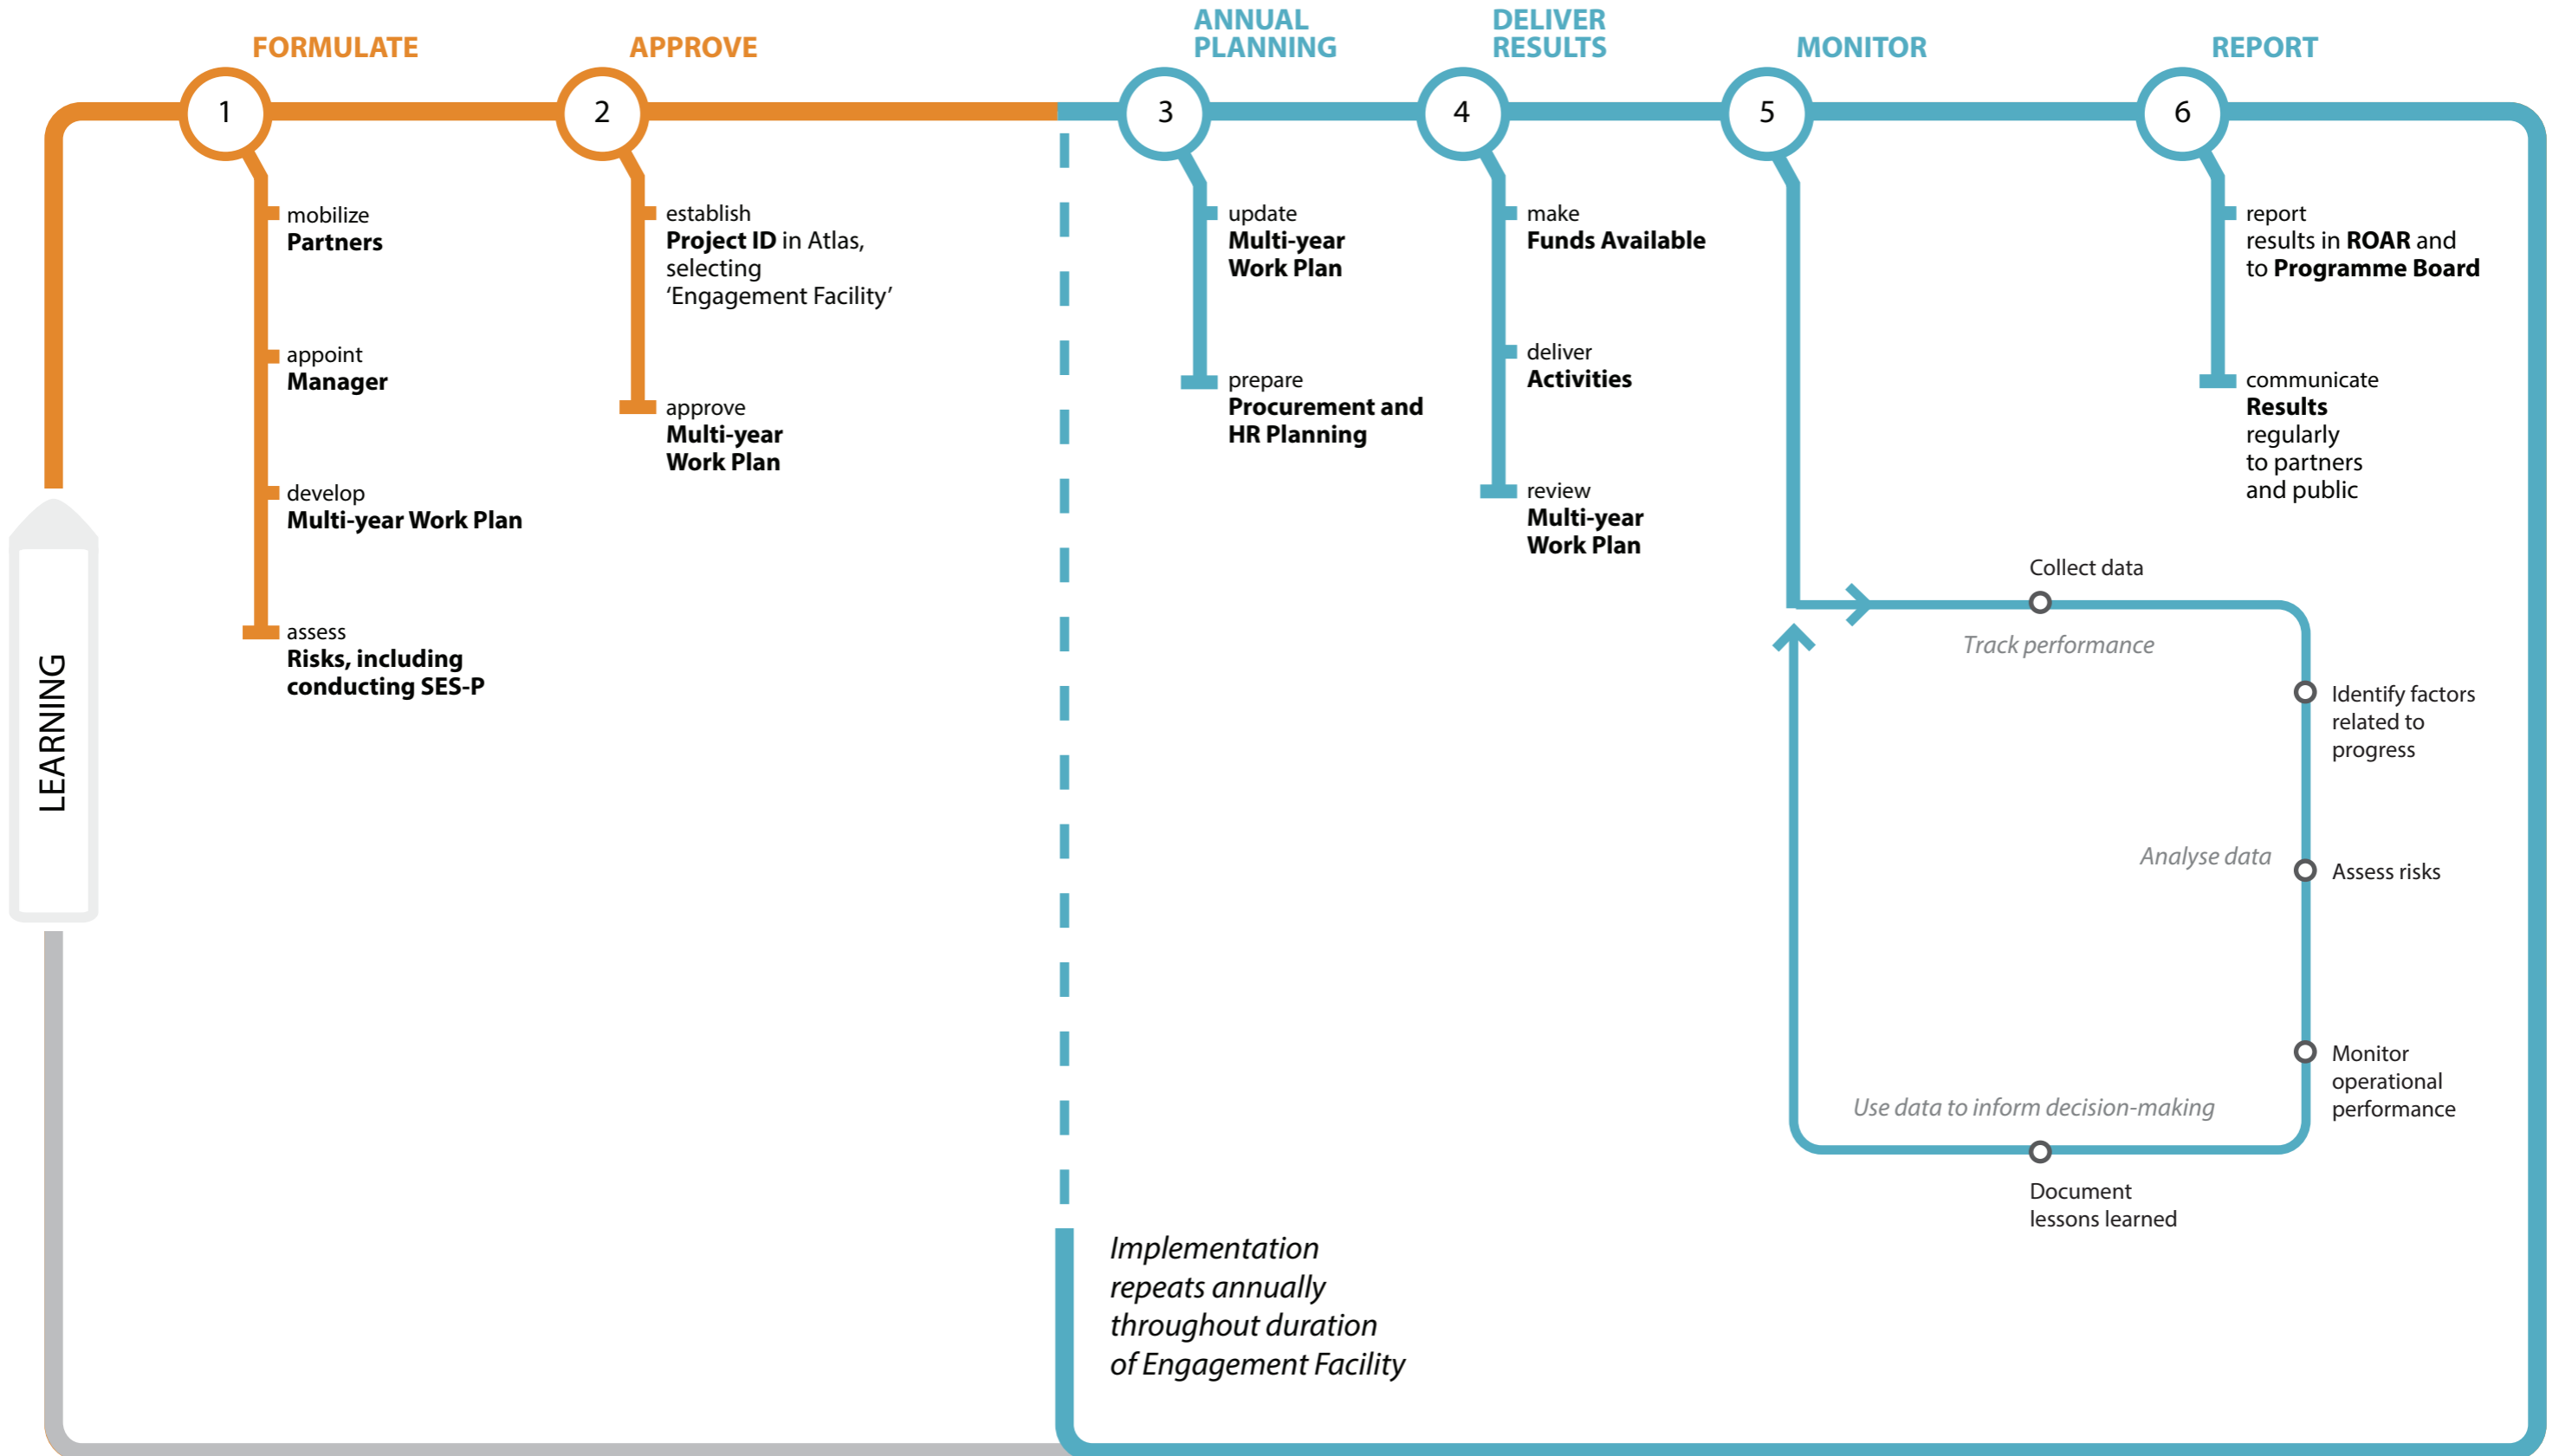 FORMULATE
1
mobilize
Partners
appoint
Manager
develop
Multi-year Work Plan
assess
Risks, including
conducting SES-P
APPROVE
2
establish
Project ID in Atlas,
selecting
‘Engagement Facility’
approve
Multi-year
Work Plan
ANNUAL
PLANNING
3
update
Multi-year
Work Plan
prepare
Procurement and
HR Planning
DELIVER
RESULTS
4
make
Funds Available
deliver
Activities
review
Multi-year
Work Plan
MONITOR
5
Collect data
Track performance
Identify factors
related to
progress
Analyse data
Assess risks
Monitor
operational
performance
Use data to inform decision-making
Document
lessons learned
REPORT
6
report
results in ROAR and
to Programme Board
communicate
Results
regularly
to partners
and public
LEARNING
Implementation
repeats annually
throughout duration
of Engagement Facility